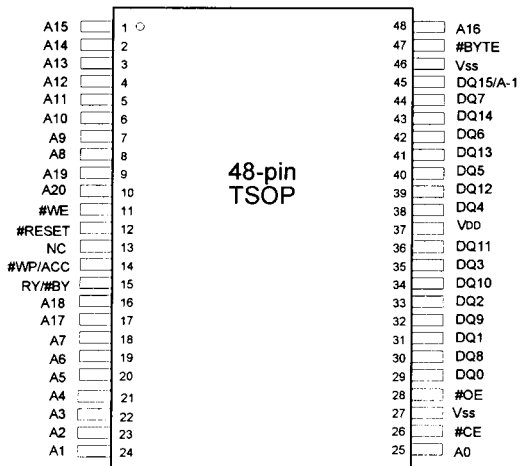 A15 1 48 A16
A14 2 47 #BYTE
A13 3 46 Vss
A12 4 45 DQ15/A-1
A11 5 44 DQ7
A10 6 43 DQ14
A9 7 42 DQ6
A8 8 41 DQ13
A19 9 40 DQ5
A20 10 39 DQ12
#WE 11 38 DQ4
#RESET 12 37 VDD
NC 13 36 DQ11
#WP/ACC 14 35 DQ3
RY/#BY 15 34 DQ10
A18 16 33 DQ2
A17 17 32 DQ9
A7 18 31 DQ1
A6 19 30 DQ8
A5 20 29 DQ0
A4 21 28 #OE
A3 22 27 Vss
A2 23 26 #CE
A1 24 25 A0
48-pin
TSOP